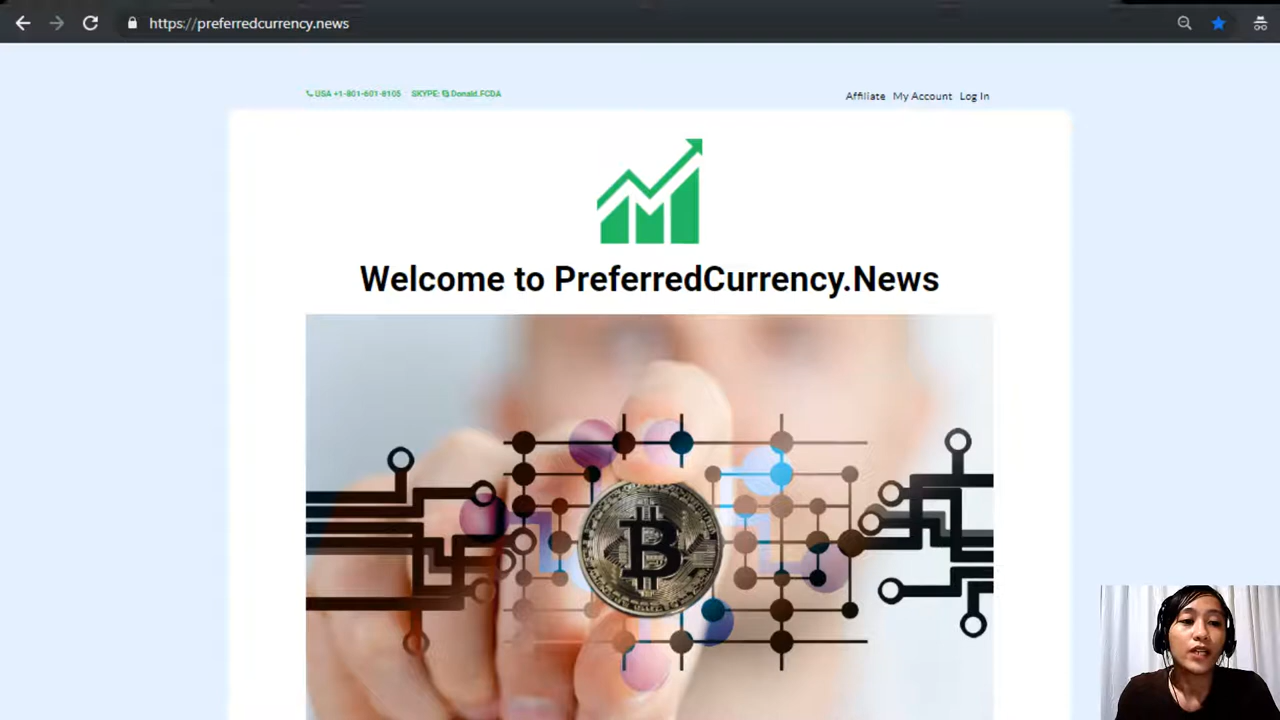 https://preferredcurrency.news
USA +1-801-601-8105 SKYPE: Donald.FCDA
Affiliate My Account Log In
Welcome to PreferredCurrency.News